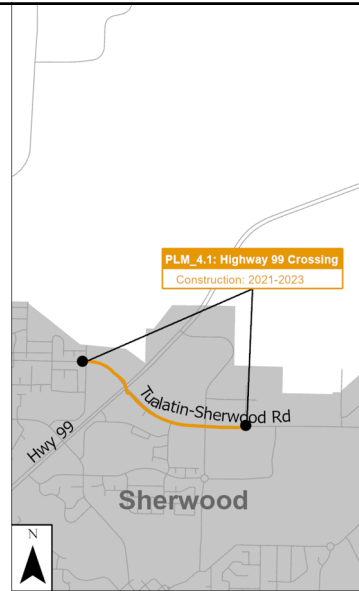 PLM_4.1: Highway 99 Crossing
Construction: 2021-2023
Tualatin-Sherwood Rd
Hwy 99
Sherwood
N